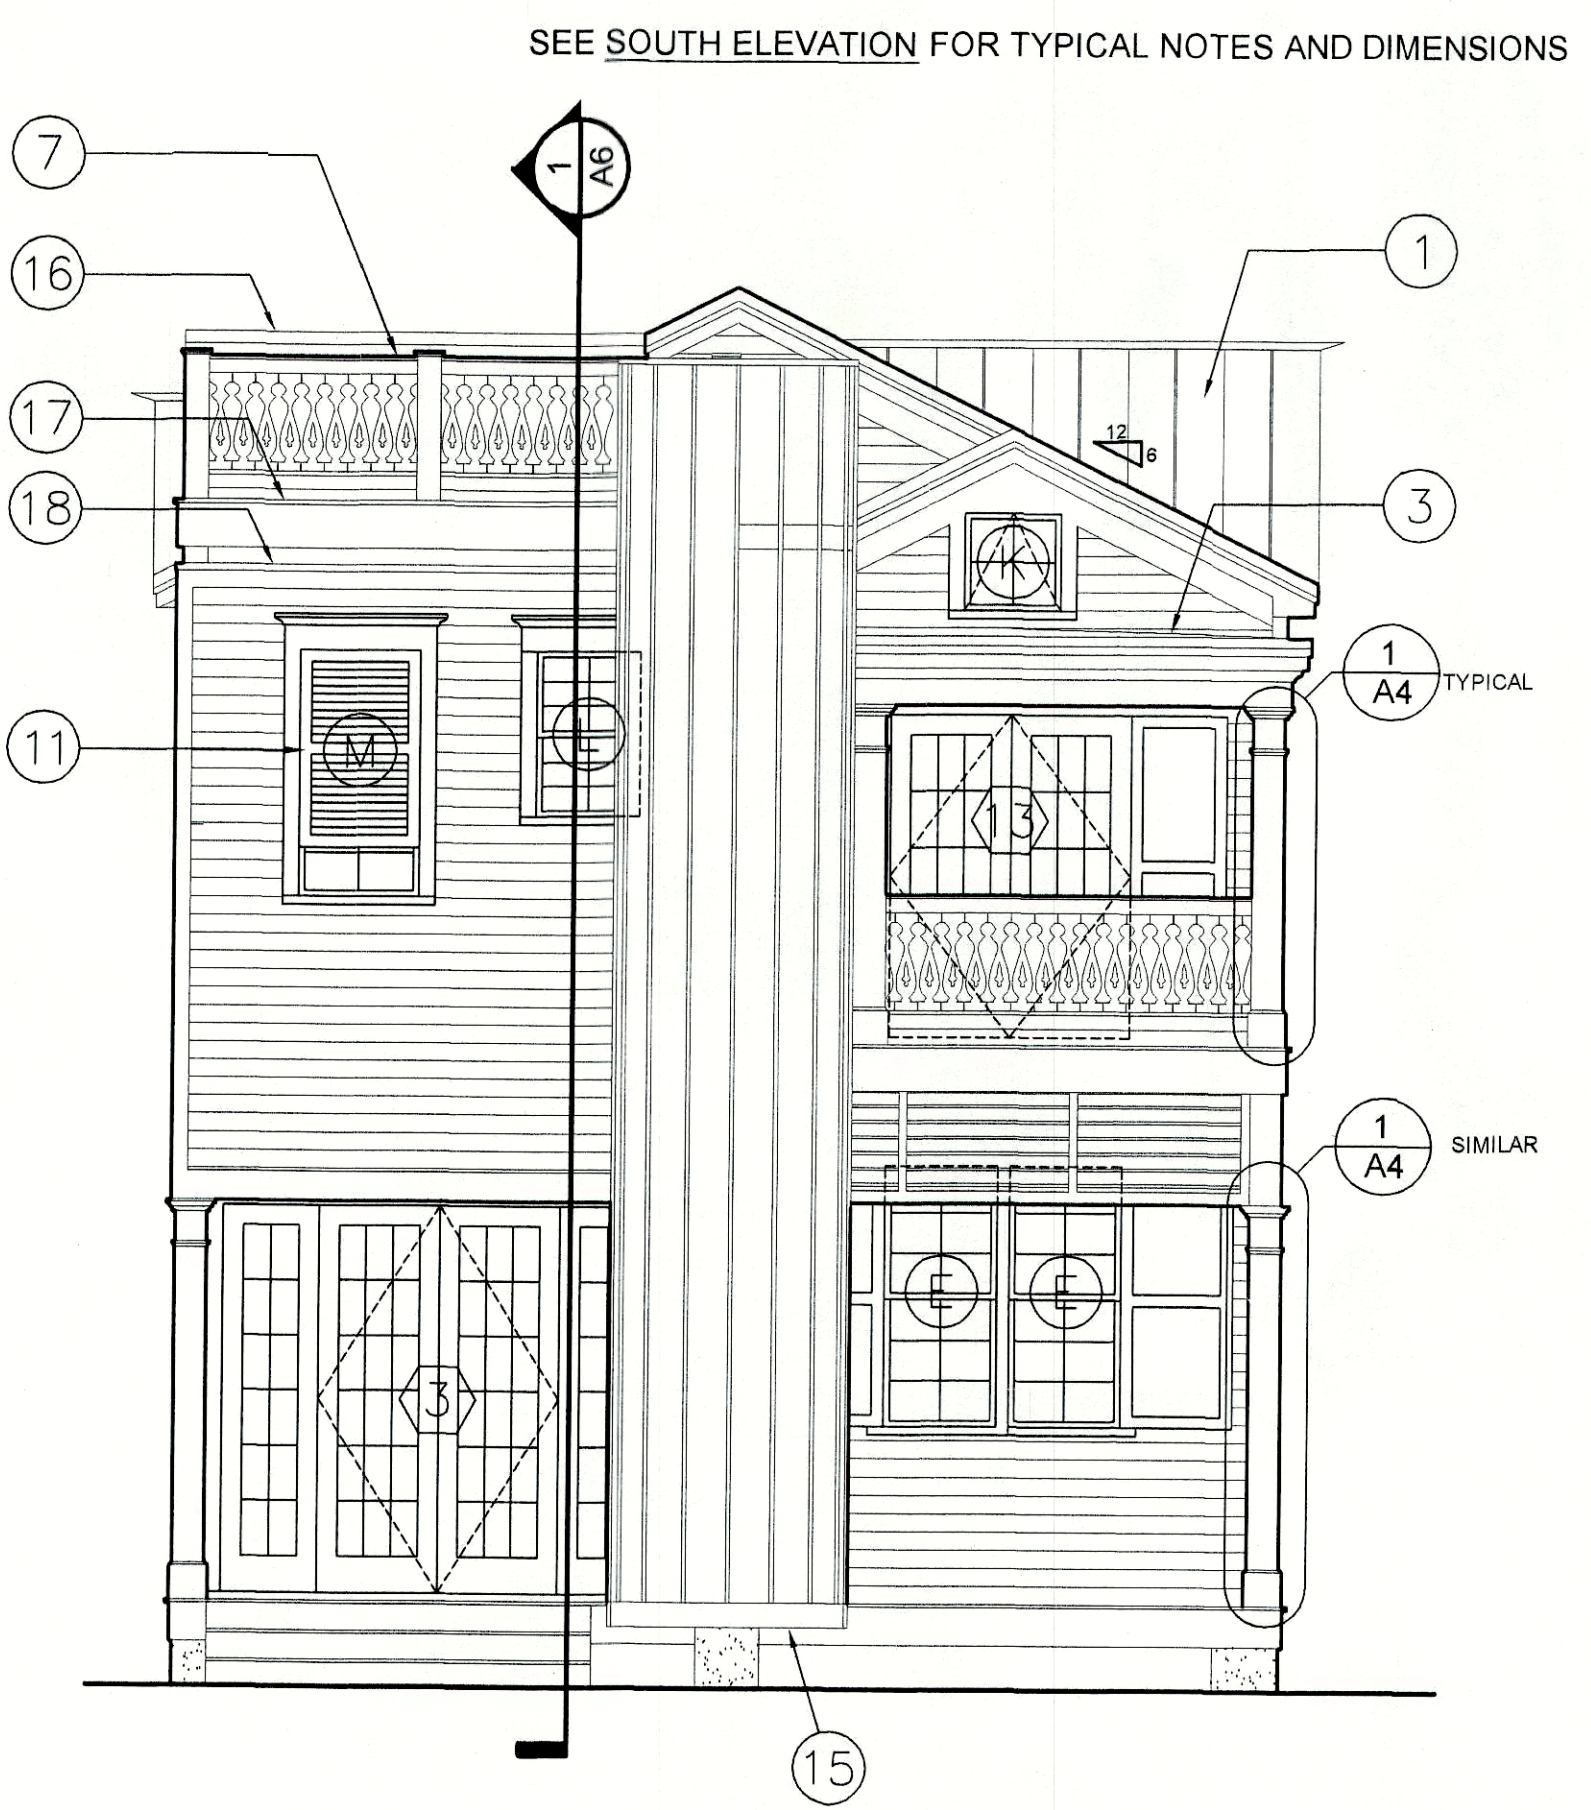 SEE SOUTH ELEVATION FOR TYPICAL NOTES AND DIMENSIONS
7
1
A6
16
1
17
12
6
18
3
K
1
A4 TYPICAL
11
M
L
13
1
A4
SIMILAR
E
E
3
15